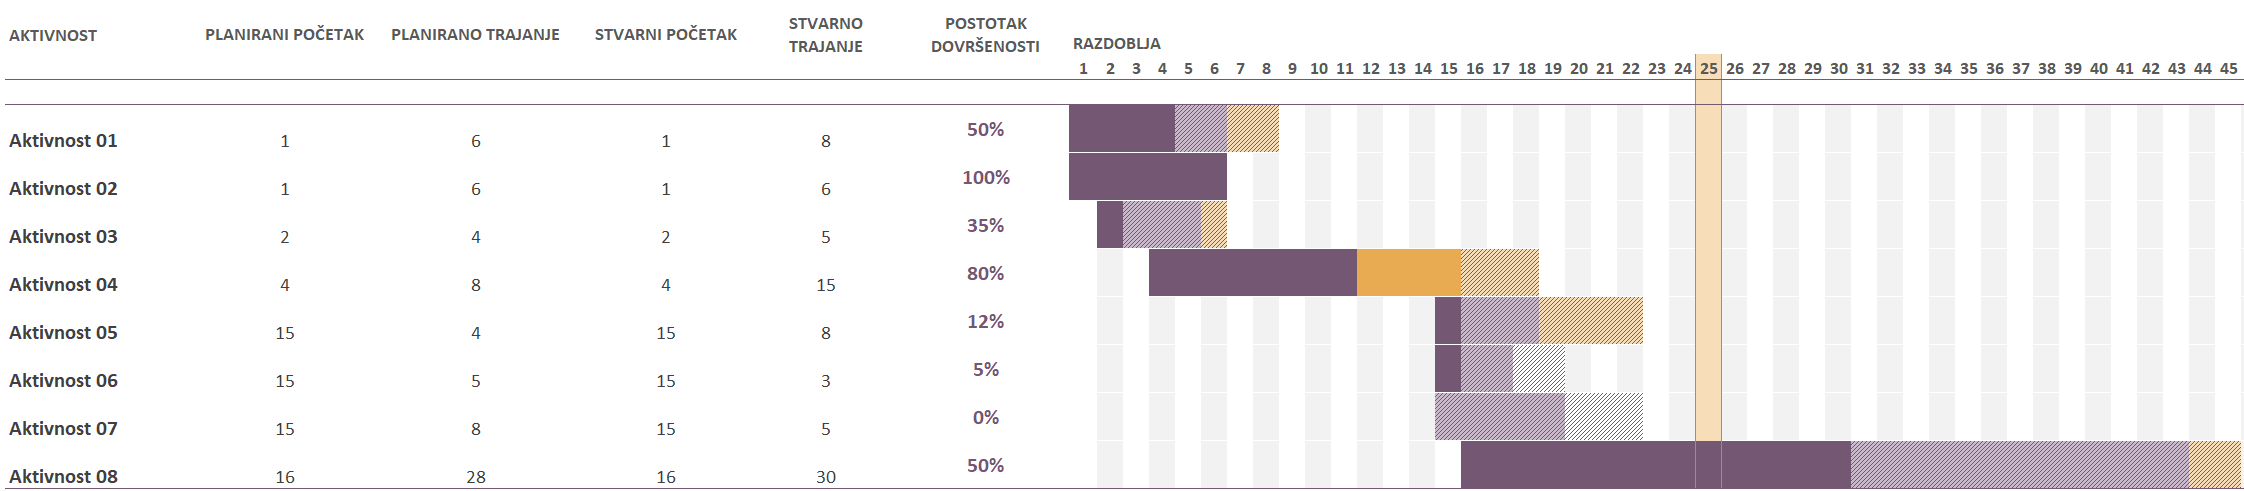 AKTIVNOST PLANIRANI POČETAK PLANIRANO TRAJANJE STVARNI POČETAK STVARNO TRAJANJE POSTOTAK DOVRŠENOSTI RAZDOBLJA
1 2 3 4 5 6 7 8 9 10 11 12 13 14 15 16 17 18 19 20 21 22 23 24 25 26 27 28 29 30 31 32 33 34 35 36 37 38 39 40 41 42 43 44 45
Aktivnost 01 1 6 1 8 50%
Aktivnost 02 1 6 1 6 100%
Aktivnost 03 2 4 2 5 35%
Aktivnost 04 4 8 4 15 80%
Aktivnost 05 15 4 15 8 12%
Aktivnost 06 15 5 15 3 5%
Aktivnost 07 15 8 15 5 0%
Aktivnost 08 16 28 16 30 50%